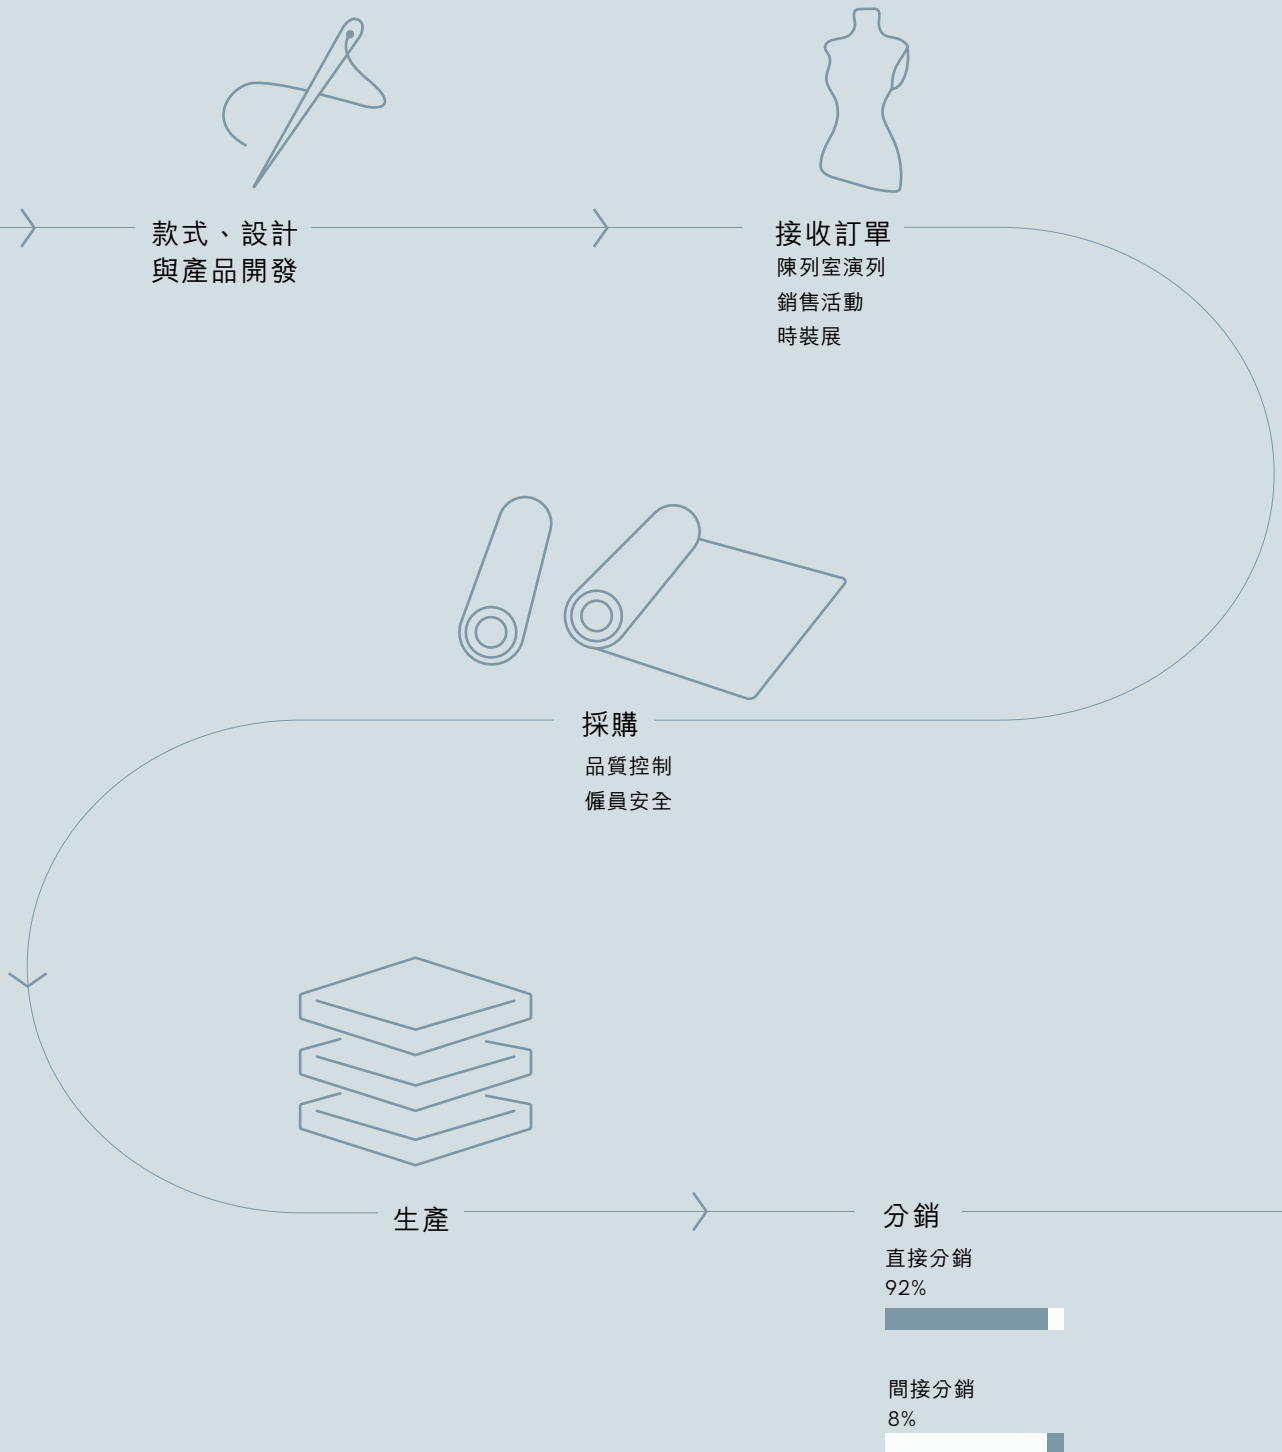 款式、設計
與產品開發
接收訂單
陳列室演列
銷售活動
時裝展
採購
品質控制
僱員安全
生產
分銷
直接分銷
92%
間接分銷
8%